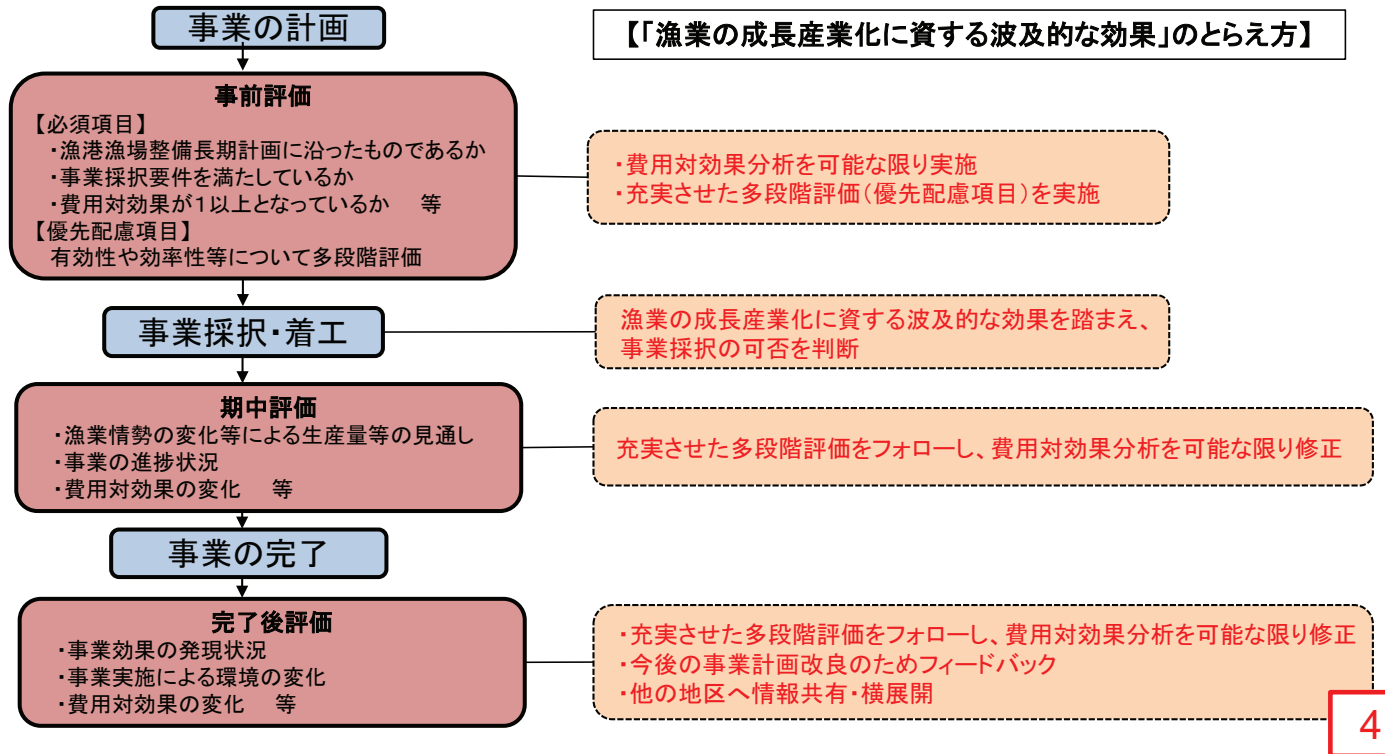 事業の計画
【「漁業の成長産業化に資する波及的な効果」のとらえ方】
事前評価
【必須項目】
・漁港漁場整備長期計画に沿ったものであるか
・事業採択要件を満たしているか
・費用対効果が１以上となっているか　等
【優先配慮項目】
有効性や効率性等について多段階評価
・費用対効果分析を可能な限り実施
・充実させた多段階評価（優先配慮項目）を実施
事業採択・着工
漁業の成長産業化に資する波及的な効果を踏まえ、
事業採択の可否を判断
期中評価
・漁業情勢の変化等による生産量等の見通し
・事業の進捗状況
・費用対効果の変化　等
充実させた多段階評価をフォローし、費用対効果分析を可能な限り修正
事業の完了
完了後評価
・事業効果の発現状況
・事業実施による環境の変化
・費用対効果の変化　等
・充実させた多段階評価をフォローし、費用対効果分析を可能な限り修正
・今後の事業計画改良のためフィードバック
・他の地区へ情報共有・横展開
4